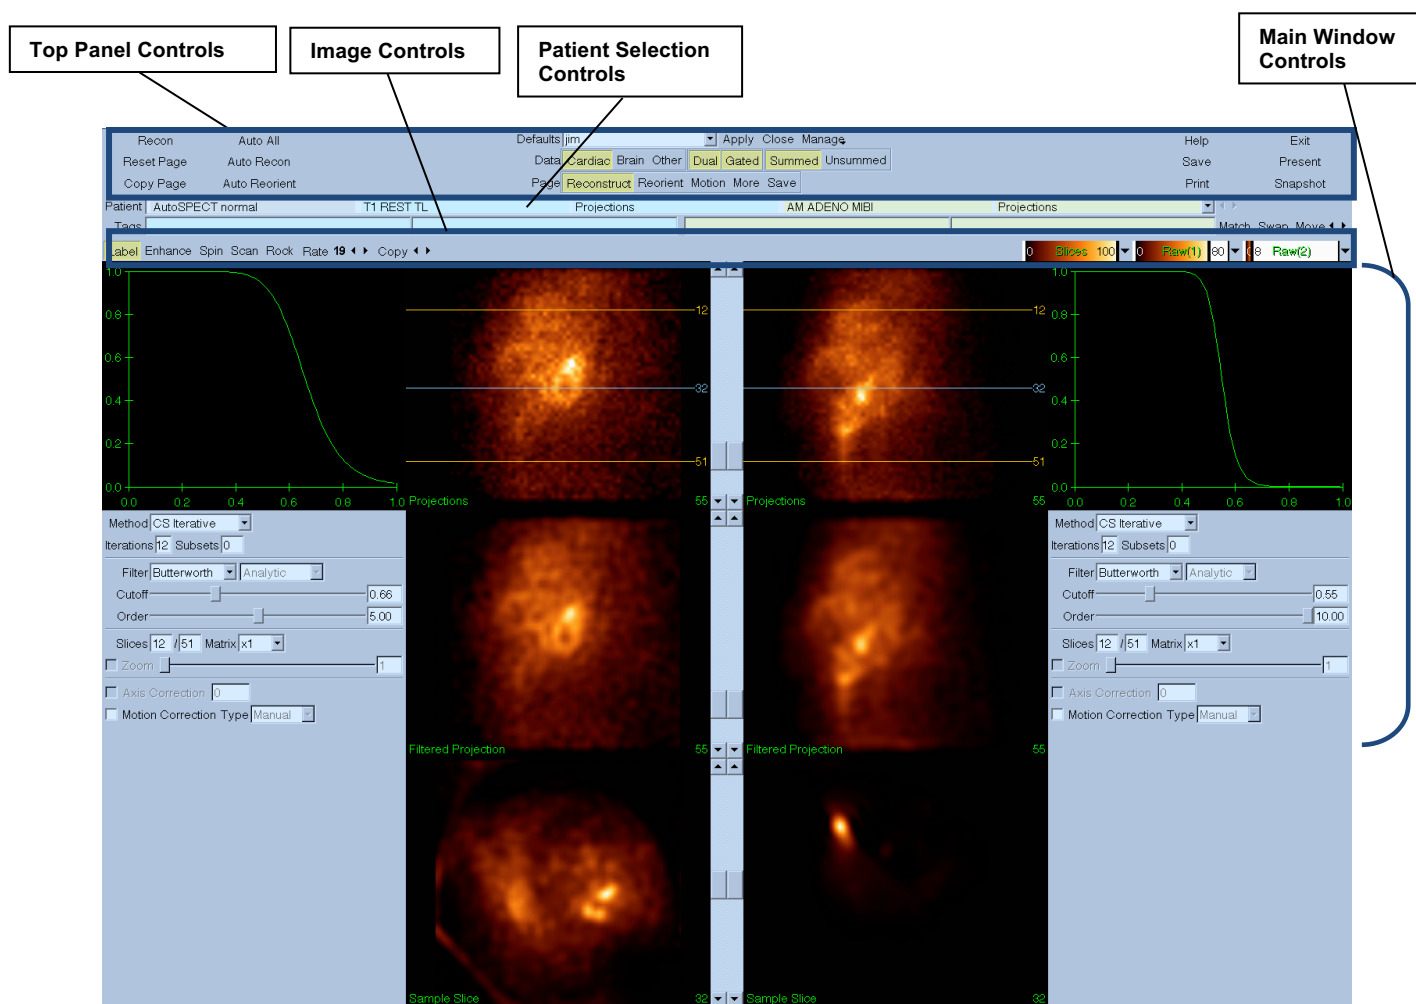 Top Panel Controls
Image Controls
Patient Selection
Controls
Main Window
Controls
Recon Auto All Defaults jim Apply Close Manage Help Exit
Reset Page Auto Recon Data Cardiac Brain Other Dual Gated Summed Unsummed Save Present
Copy Page Auto Reorient Page Reconstruct Reorient Motion More Save Print Snapshot
Patient AutoSPECT normal T1 REST TL Projections AM ADENO MIBI Projections
Tags Match Swap Move
Label Enhance Spin Scan Rock Rate 19 Copy 0 Slices 100 0 Raw(1) 80 8 Raw(2)
1.0 1.0
12 12
0.8 0.8
0.6 0.6
32 32
0.4 0.4
0.2 0.2
51 51
0.0 0.0
0.0 0.2 0.4 0.6 0.8 1.0 Projections 55 Projections 55 0.0 0.2 0.4 0.6 0.8 1.0
Method CS Iterative Method CS Iterative
Iterations 12 Subsets 0 Iterations 12 Subsets 0
Filter Butterworth Analytic Filter Butterworth Analytic
Cutoff 0.66 Cutoff 0.55
Order 5.00 Order 10.00
Slices 12 / 51 Matrix x1 Slices 12 / 51 Matrix x1
Zoom 1 Zoom 1
Axis Correction 0 Axis Correction 0
Motion Correction Type Manual Motion Correction Type Manual
Filtered Projection 55 Filtered Projection 55
Sample Slice 32 Sample Slice 32